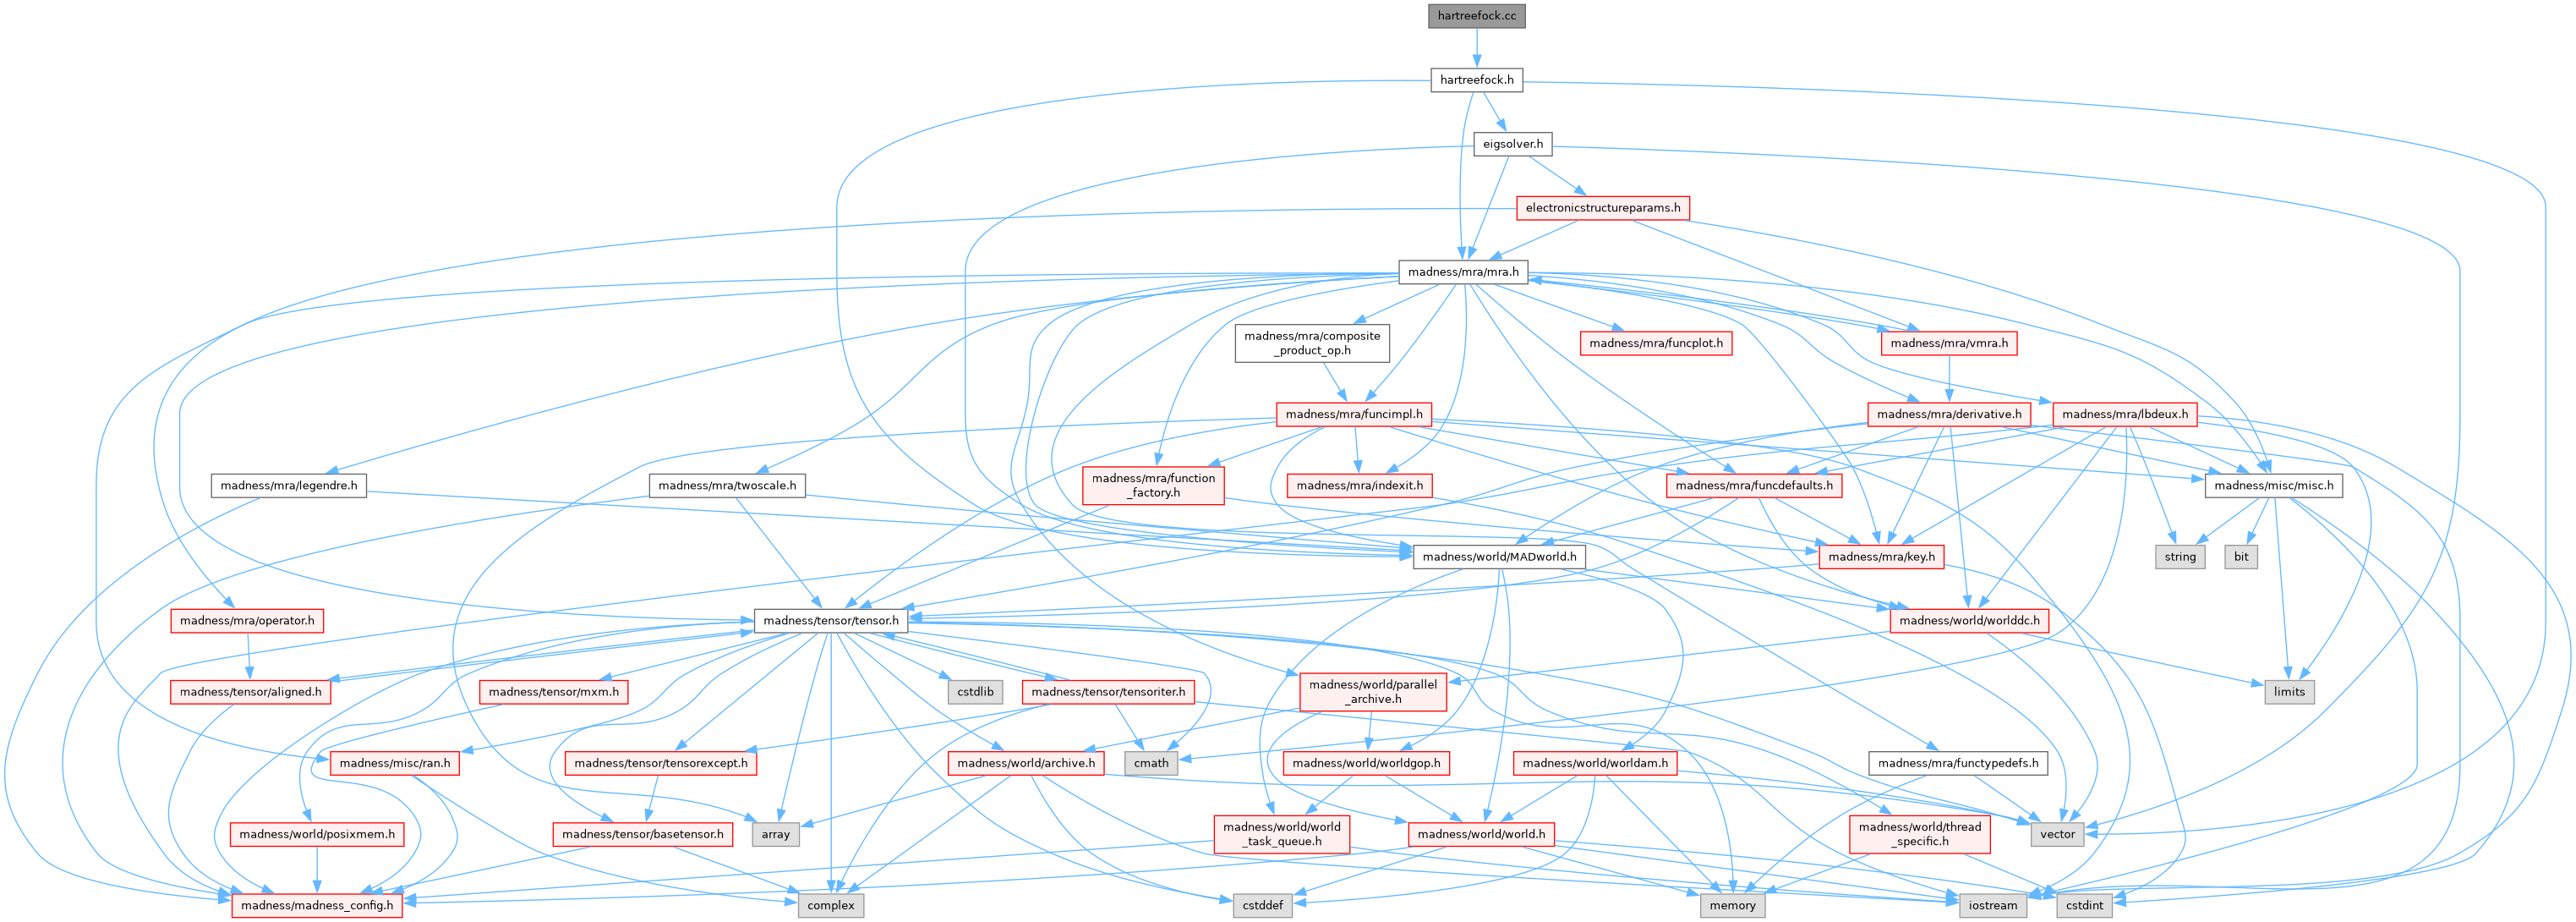 hartreefock.cc
hartreefock.h
eigsolver.h
electronicstructureparams.h
madness/mra/mra.h
madness/mra/composite
_product_op.h
madness/mra/funcplot.h
madness/mra/vmra.h
madness/mra/funcimpl.h
madness/mra/derivative.h
madness/mra/lbdeux.h
madness/mra/legendre.h
madness/mra/twoscale.h
madness/mra/function
_factory.h
madness/mra/indexit.h
madness/mra/funcdefaults.h
madness/misc/misc.h
madness/world/MADworld.h
madness/mra/key.h
string
bit
madness/mra/operator.h
madness/tensor/tensor.h
madness/world/worlddc.h
madness/tensor/aligned.h
madness/tensor/mxm.h
cstdlib
madness/tensor/tensoriter.h
madness/world/parallel
_archive.h
limits
madness/misc/ran.h
madness/tensor/tensorexcept.h
madness/world/archive.h
cmath
madness/world/worldgop.h
madness/world/worldam.h
madness/mra/functypedefs.h
madness/world/posixmem.h
madness/tensor/basetensor.h
array
madness/world/world
_task_queue.h
madness/world/world.h
madness/world/thread
_specific.h
vector
madness/madness_config.h
complex
cstddef
memory
iostream
cstdint